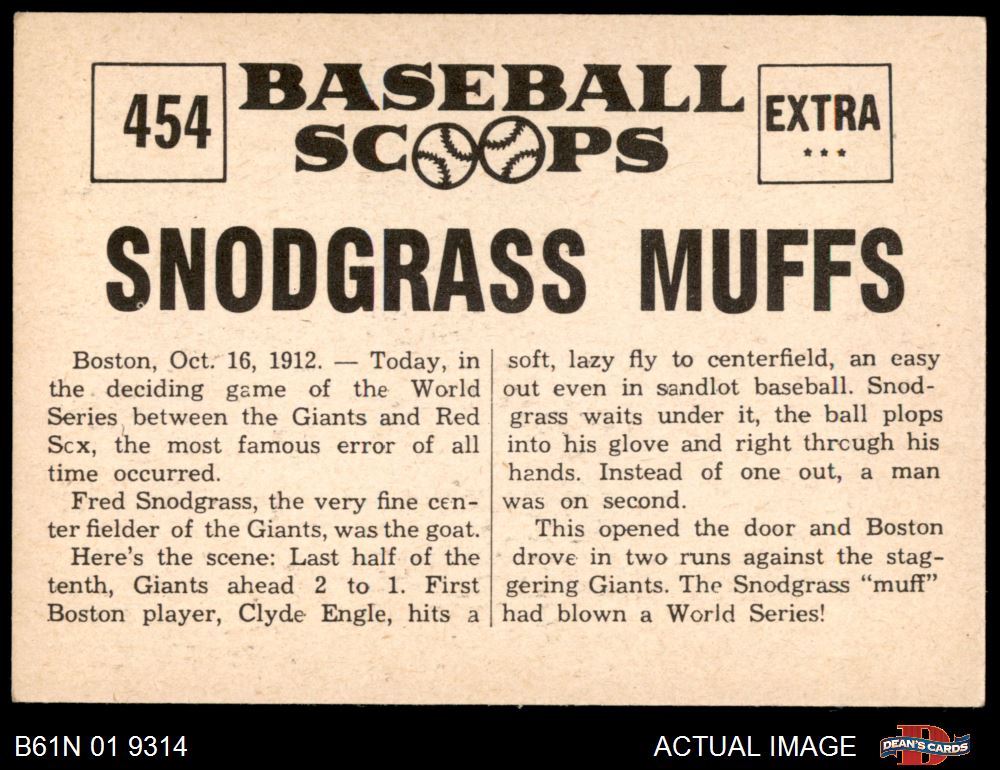 454
BASEBALL
SCOOPS
EXTRA
***
SNODGRASS MUFFS
Boston, Oct. 16, 1912. — Today, in
the deciding game of the World
Series between the Giants and Red
Sox, the most famous error of all
time occurred.
Fred Snodgrass, the very fine cen-
ter fielder of the Giants, was the goat.
Here's the scene: Last half of the
tenth, Giants ahead 2 to 1. First
Boston player, Clyde Engle, hits a
soft, lazy fly to centerfield, an easy
out even in sandlot baseball. Snod-
grass waits under it, the ball plops
into his glove and right through his
hands. Instead of one out, a man
was on second.
This opened the door and Boston
drove in two runs against the stag-
gering Giants. The Snodgrass "muff"
had blown a World Series!
B61N 01 9314
ACTUAL IMAGE
DEAN'S CARDS